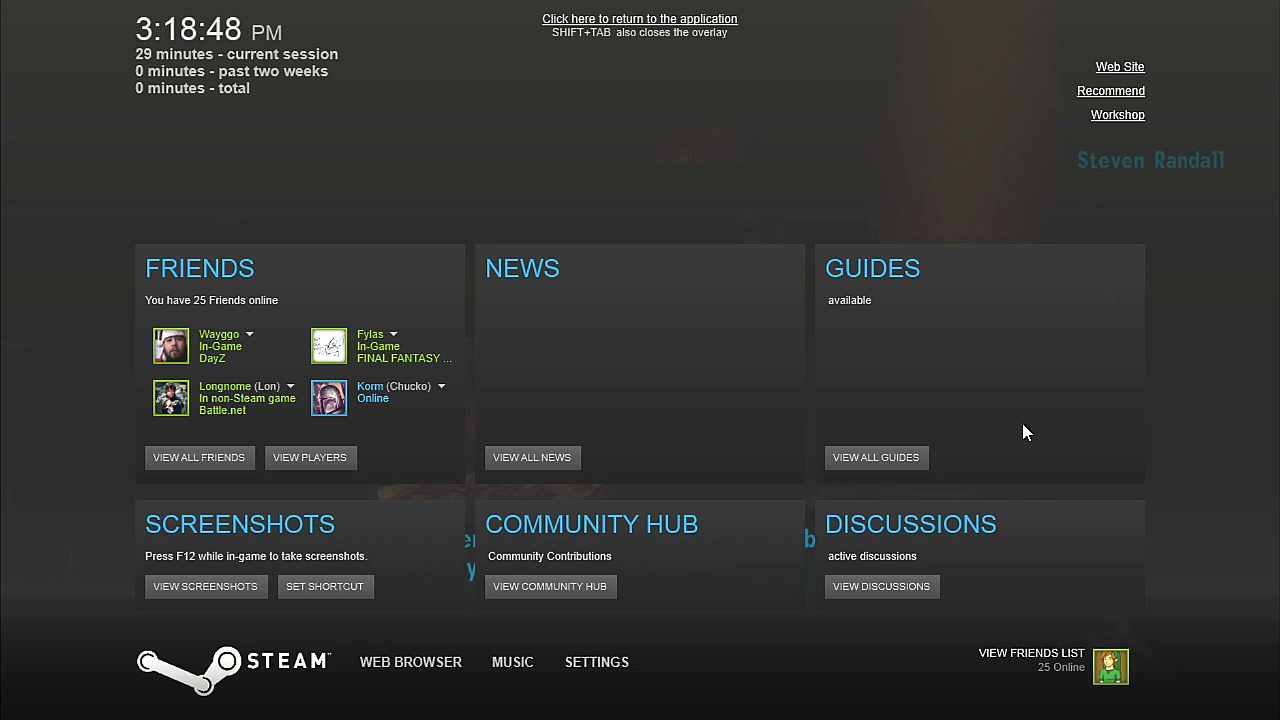 3:18:48 PM
29 minutes - current session
0 minutes - past two weeks
0 minutes - total
Click here to return to the application
SHIFT+TAB also closes the overlay
Web Site
Recommend
Workshop
Steven Randall
FRIENDS
You have 25 Friends online
Wayggo
In-Game
DayZ
Fylas
In-Game
FINAL FANTASY ...
Longnome (Lon)
In non-Steam game
Battle.net
Korm (Chucko)
Online
VIEW ALL FRIENDS
VIEW PLAYERS
NEWS
VIEW ALL NEWS
GUIDES
available
VIEW ALL GUIDES
SCREENSHOTS
Press F12 while in-game to take screenshots.
VIEW SCREENSHOTS
SET SHORTCUT
COMMUNITY HUB
Community Contributions
VIEW COMMUNITY HUB
DISCUSSIONS
active discussions
VIEW DISCUSSIONS
STEAM™
WEB BROWSER
MUSIC
SETTINGS
VIEW FRIENDS LIST
25 Online